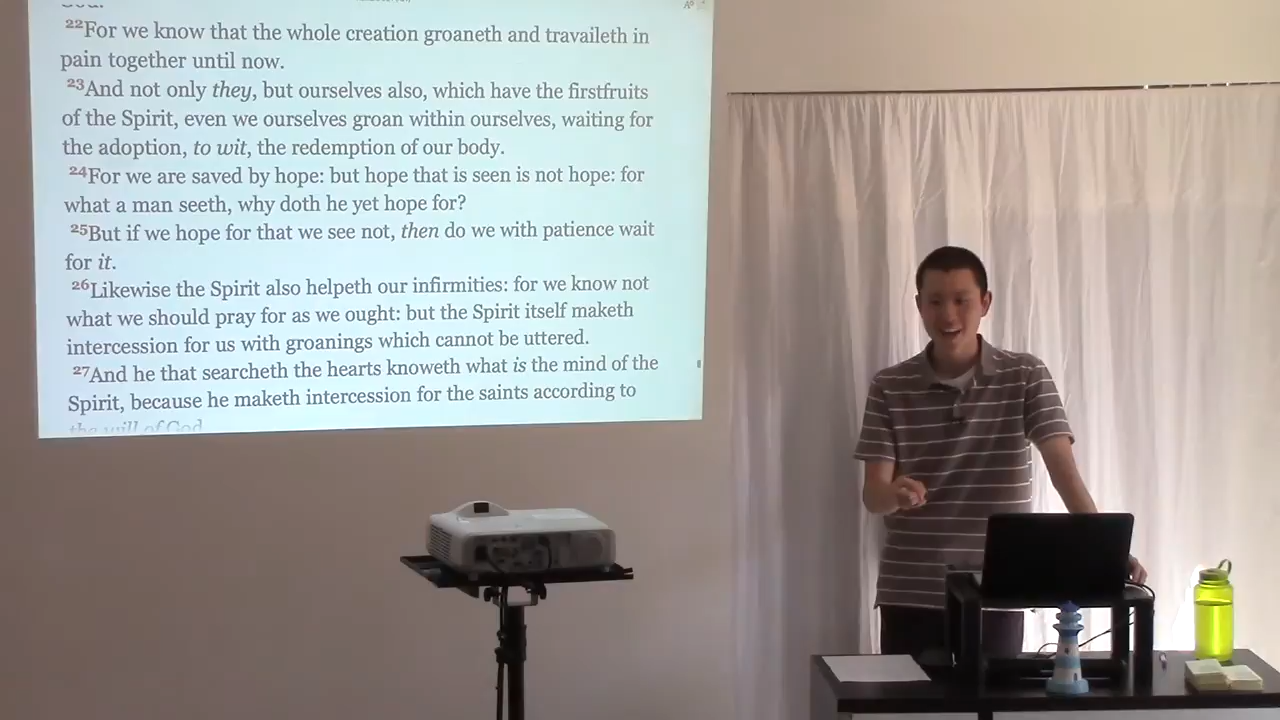 22For we know that the whole creation groaneth and travaileth in
pain together until now.
23And not only they, but ourselves also, which have the firstfruits
of the Spirit, even we ourselves groan within ourselves, waiting for
the adoption, to wit, the redemption of our body.
24For we are saved by hope: but hope that is seen is not hope: for
what a man seeth, why doth he yet hope for?
25But if we hope for that we see not, then do we with patience wait
for it.
26Likewise the Spirit also helpeth our infirmities: for we know not
what we should pray for as we ought: but the Spirit itself maketh
intercession for us with groanings which cannot be uttered.
27And he that searcheth the hearts knoweth what is the mind of the
Spirit, because he maketh intercession for the saints according to
the will of God